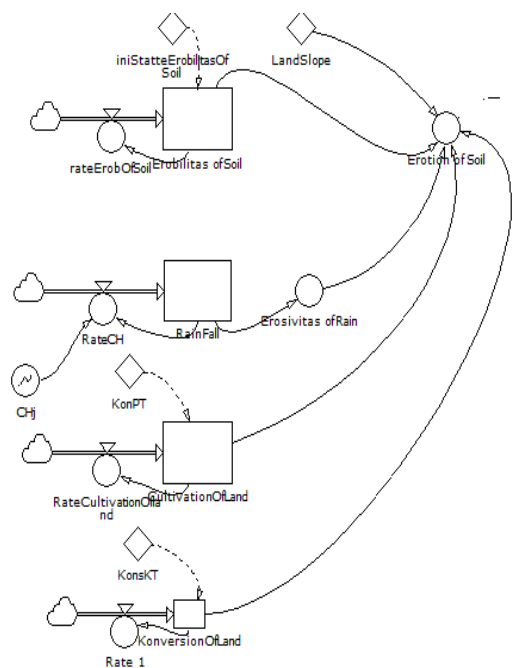 iniStatteErobilitasOf
Soil
LandSlope
rateErobOfSoil
Erobilitas ofSoil
Erotion of Soil
RateCH
RainFall
Erosivitas ofRain
CHj
KonPT
RateCultivationOfla
nd
CultivationOfLand
KonsKT
Rate 1
KonversionOfLand